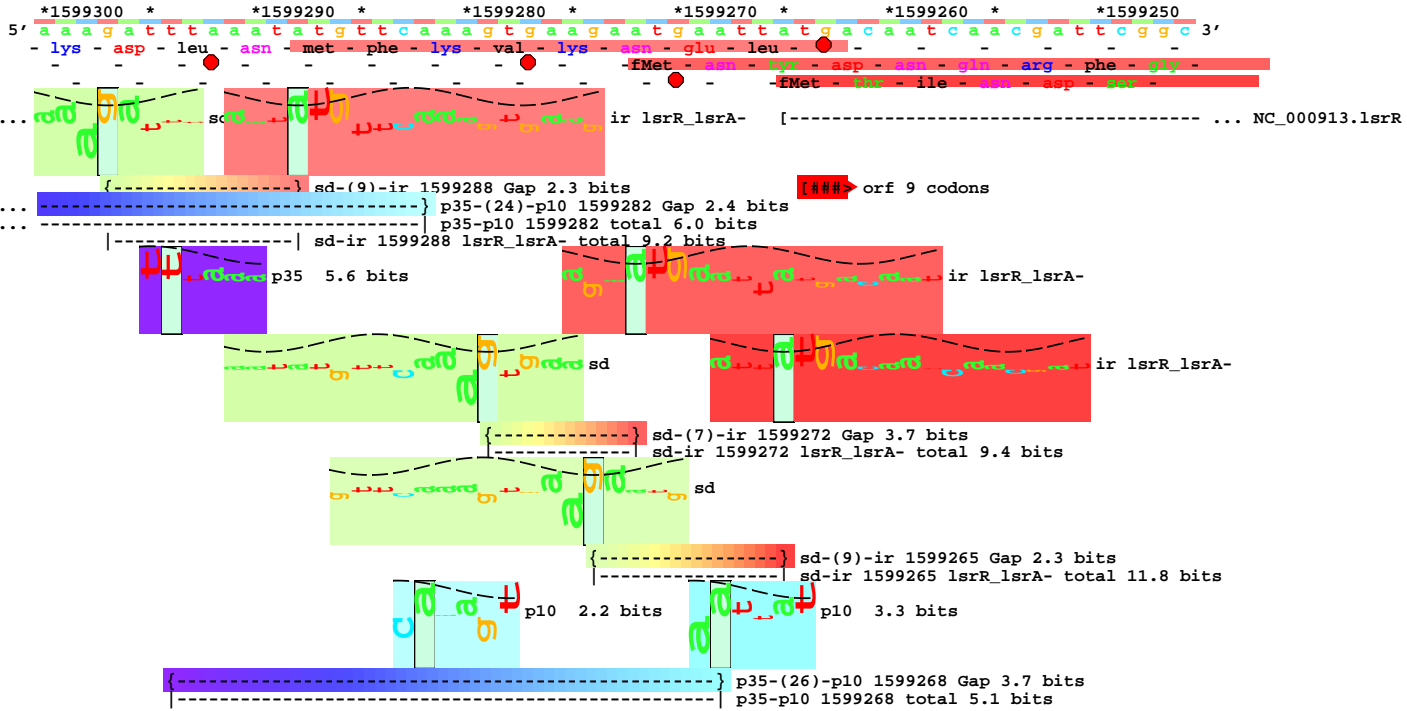 *1599300 * *1599290 * *1599280 * *1599270 * *1599260 * *1599250
5' a a a g a t t t a a a t a t g t t c a a a g t g a a g a a t g a a t t a t g a c a a t c a a c g a t t c g g c 3'
- lys - asp - leu - asn - met - phe - lys - val - lys - asn - glu - leu -
- - - - - - - - fMet - asn - tyr - asp - asn - gln - arg - phe - gly -
- - - - - - - - - fMet - thr - ile - asn - asp - ser -
... sd ir lsrR_lsrA- [--------------------------------------- ... NC_000913.lsrR
{------------------} sd-(9)-ir 1599288 Gap 2.3 bits [###> orf 9 codons
... -------------------------------------} p35-(24)-p10 1599282 Gap 2.4 bits
... -------------------------------------| p35-p10 1599282 total 6.0 bits
|------------------| sd-ir 1599288 lsrR_lsrA- total 9.2 bits
p35 5.6 bits ir lsrR_lsrA-
sd ir lsrR_lsrA-
{--------------} sd-(7)-ir 1599272 Gap 3.7 bits
|--------------| sd-ir 1599272 lsrR_lsrA- total 9.4 bits
sd
{------------------} sd-(9)-ir 1599265 Gap 2.3 bits
|------------------| sd-ir 1599265 lsrR_lsrA- total 11.8 bits
p10 2.2 bits p10 3.3 bits
{----------------------------------------------------} p35-(26)-p10 1599268 Gap 3.7 bits
|----------------------------------------------------| p35-p10 1599268 total 5.1 bits